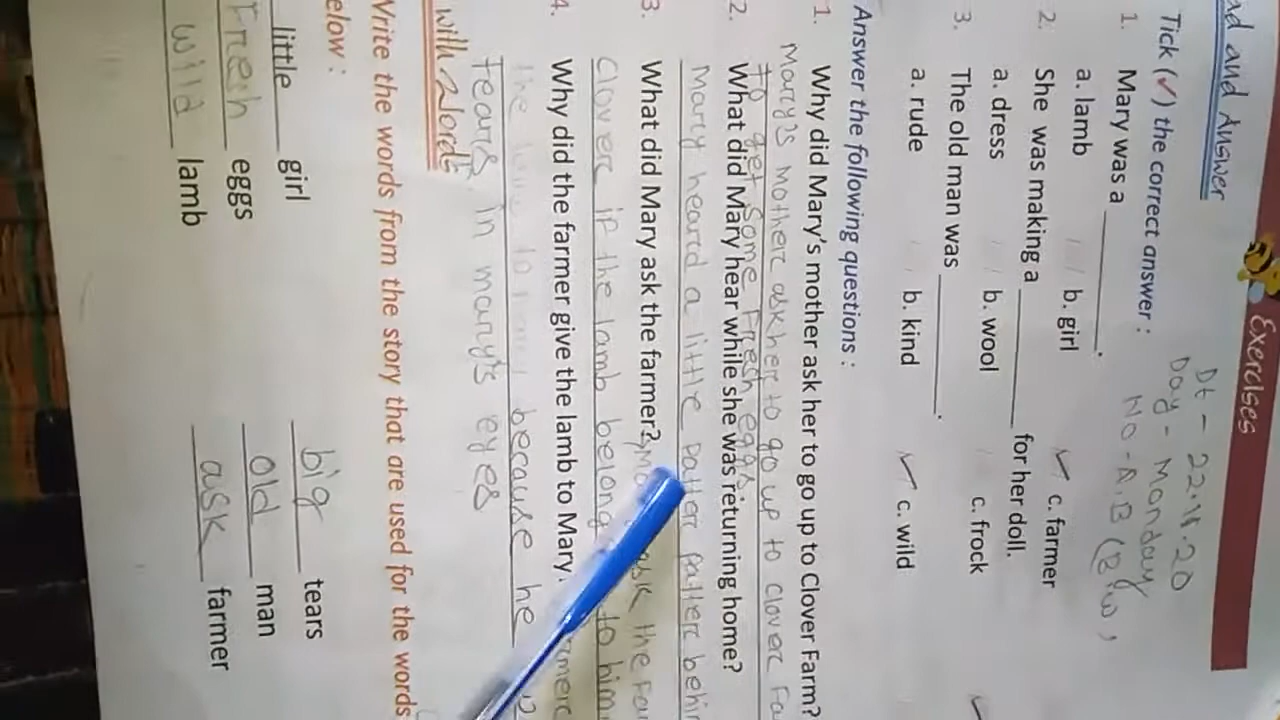 Exercises
ad and Answer
Dt - 22.11.20
Day - Monday
No - A.B
Tick (✓) the correct answer :
1. Mary was a ________.
a. lamb b. girl ✓ c. farmer
2. She was making a ________ for her doll.
a. dress b. wool c. frock
3. The old man was ________.
a. rude b. kind ✓ c. wild
Answer the following questions :
1. Why did Mary's mother ask her to go up to Clover Farm?
Mary's mother ask her to go up to clover Fa
to get some Fresh eggs.
2. What did Mary hear while she was returning home?
Mary heard a little patter patter behin
3. What did Mary ask the farmer?
ask the Far
clover if the lamb belong to him
4. Why did the farmer give the lamb to Mary.
because he
Tears in mary's eyes
with Words
Write the words from the story that are used for the words
elow :
little girl big tears
Fresh eggs old man
wild lamb ask farmer